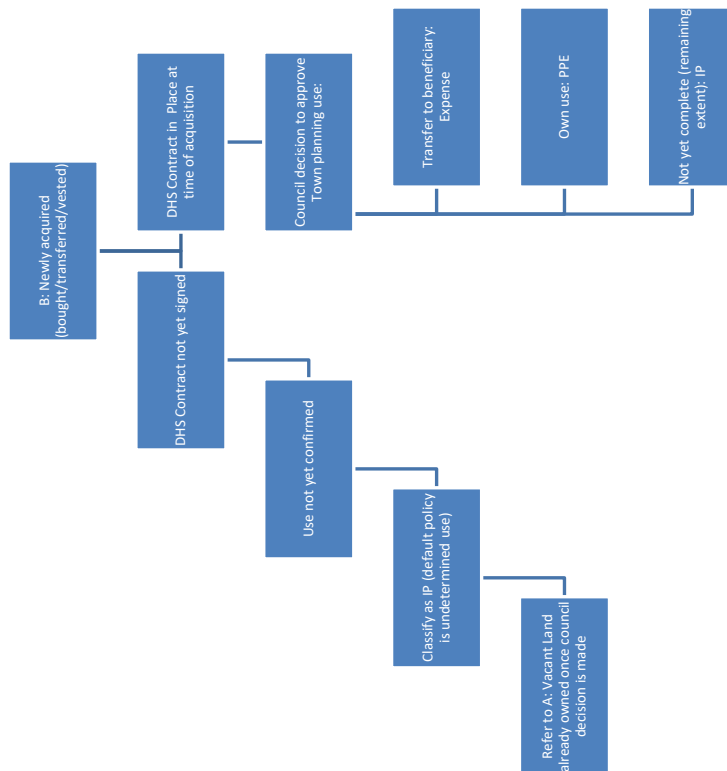 B: Newly acquired
(bought/transferred/vested)
DHS Contract not yet signed
DHS Contract in Place at
time of acquisition
Use not yet confirmed
Council decision to approve
Town planning use:
Classify as IP (default policy
is undetermined use)
Transfer to beneficiary:
Expense
Refer to A: Vacant Land
already owned once council
decision is made
Own use: PPE
Not yet complete (remaining
extent): IP